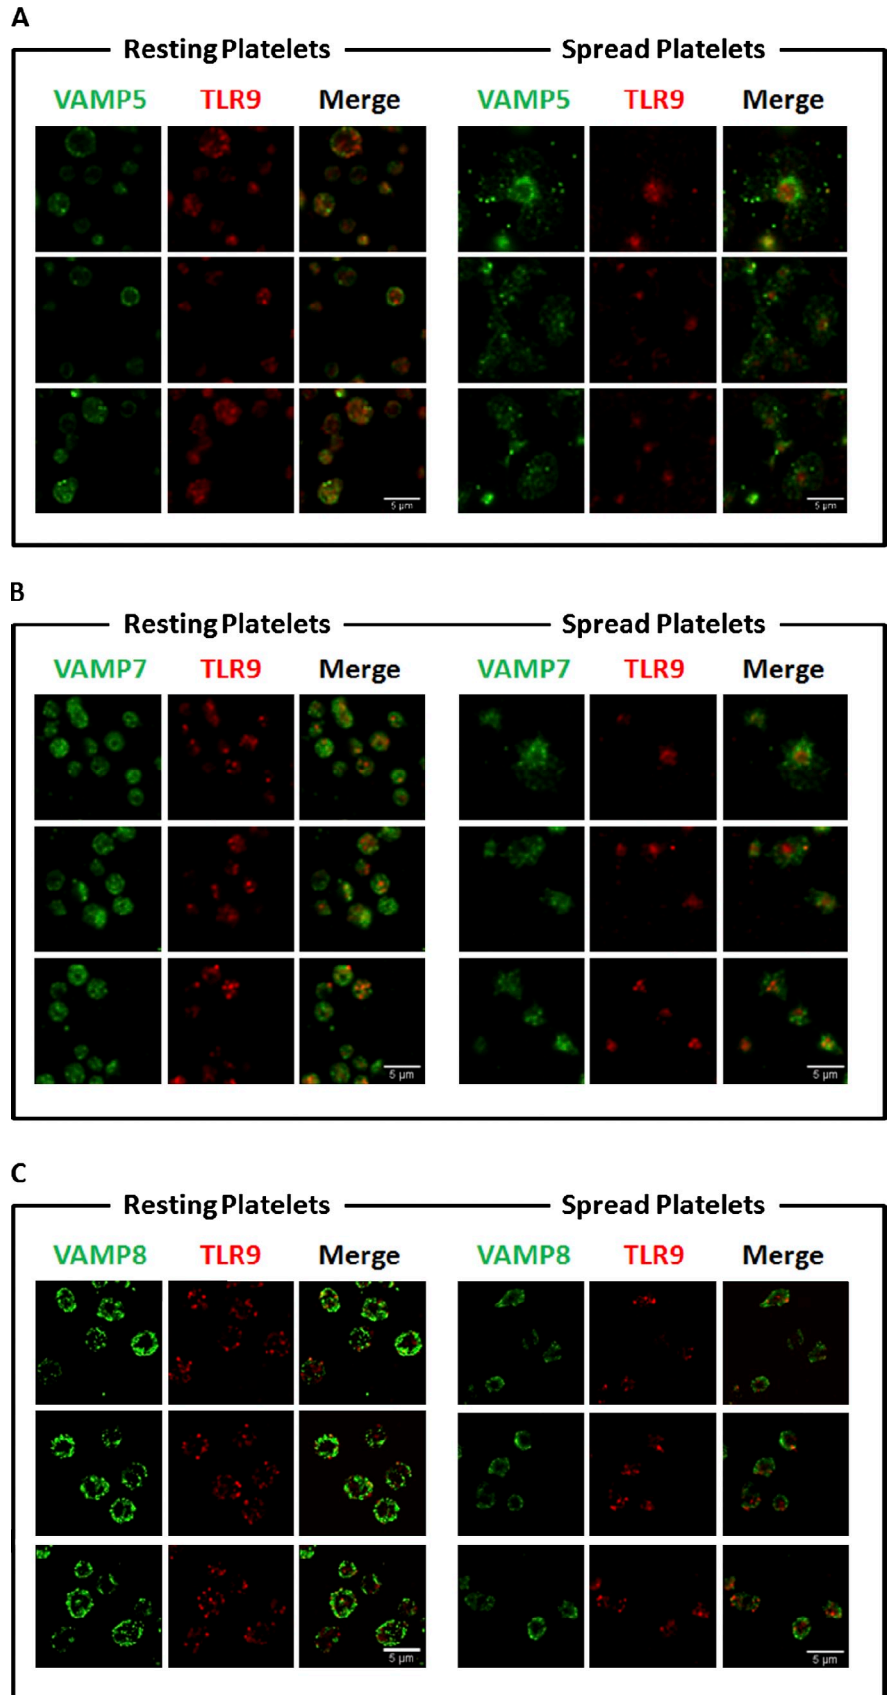 A
Resting Platelets Spread Platelets
VAMP5 TLR9 Merge VAMP5 TLR9 Merge
5 µm 5 µm
B
Resting Platelets Spread Platelets
VAMP7 TLR9 Merge VAMP7 TLR9 Merge
5 µm 5 µm
C
Resting Platelets Spread Platelets
VAMP8 TLR9 Merge VAMP8 TLR9 Merge
5 µm 5 µm